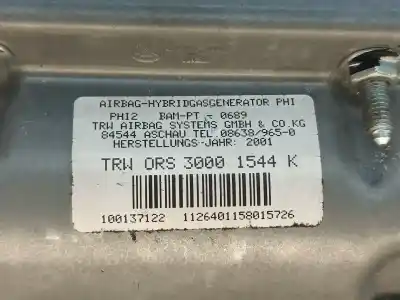 AIRBAG-HYBRIDGASGENERATOR PH1
PHI2 BAM-PT - 0689
TRW AIRBAG SYSTEMS GMBH & CO.KG
84544 ASCHAU TEL.08638/965-0
HERSTELLUNGS-JAHR: 2001
TRW ORS 3000 1544 K
100137122 1126401158015726